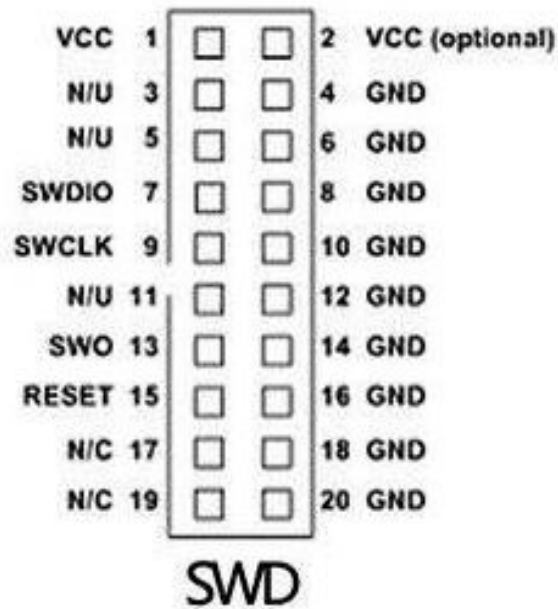 VCC 1 2 VCC (optional)
N/U 3 4 GND
N/U 5 6 GND
SWDIO 7 8 GND
SWCLK 9 10 GND
N/U 11 12 GND
SWO 13 14 GND
RESET 15 16 GND
N/C 17 18 GND
N/C 19 20 GND
SWD